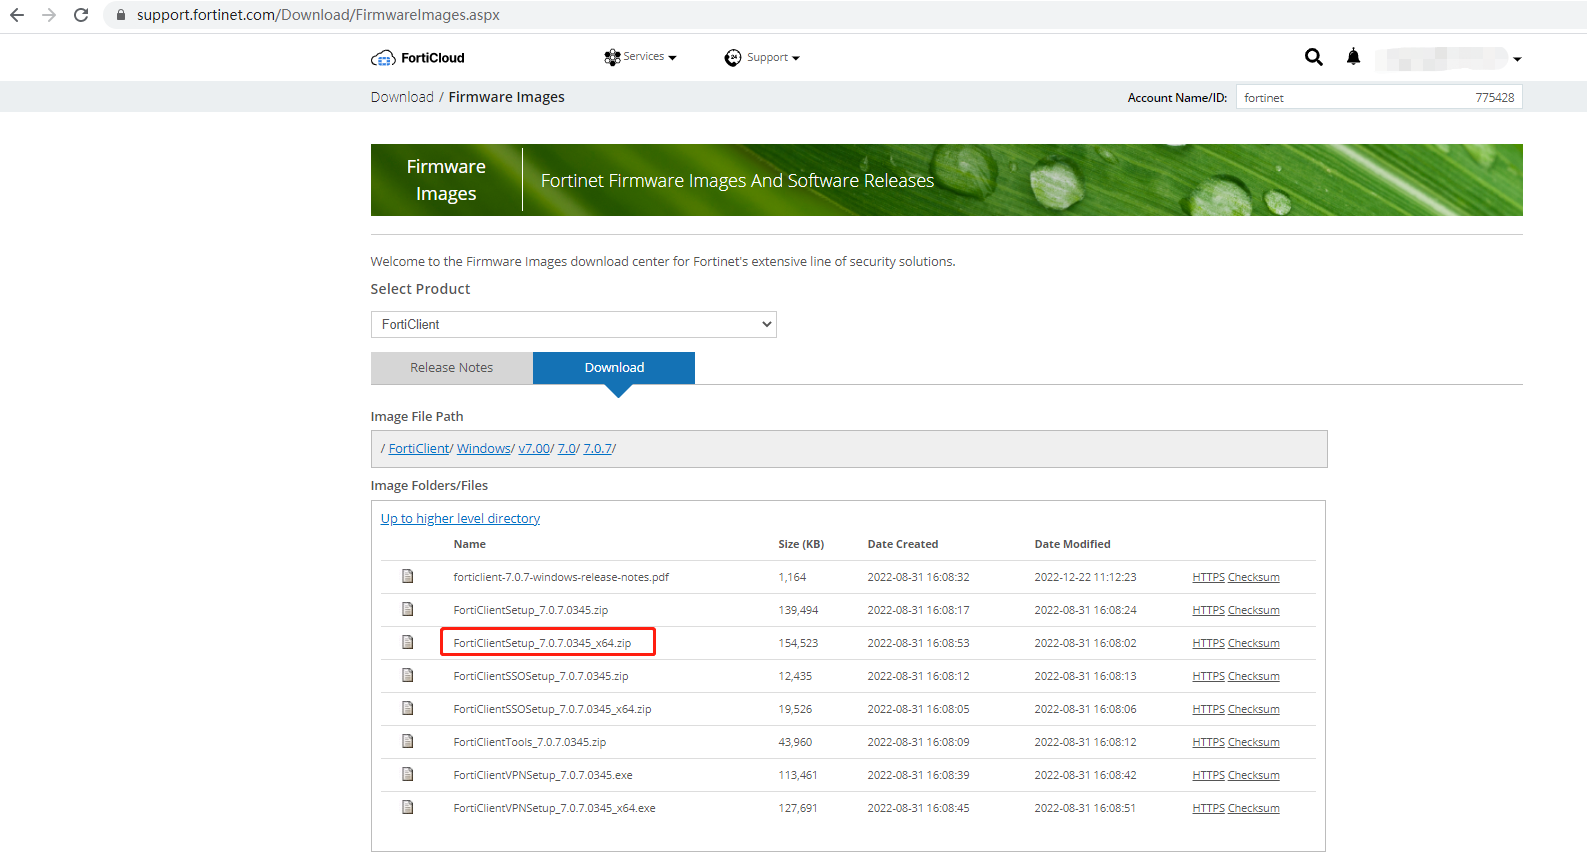 support.fortinet.com/Download/FirmwareImages.aspx
FortiCloud Services 24 Support
Download / Firmware Images Account Name/ID: fortinet 775428
Firmware
Images
Fortinet Firmware Images And Software Releases
Welcome to the Firmware Images download center for Fortinet's extensive line of security solutions.
Select Product
FortiClient
Release Notes Download
Image File Path
/ FortiClient/ Windows/ v7.00/ 7.0/ 7.0.7/
Image Folders/Files
Up to higher level directory
Name Size (KB) Date Created Date Modified
forticlient-7.0.7-windows-release-notes.pdf 1,164 2022-08-31 16:08:32 2022-12-22 11:12:23 HTTPS Checksum
FortiClientSetup_7.0.7.0345.zip 139,494 2022-08-31 16:08:17 2022-08-31 16:08:24 HTTPS Checksum
FortiClientSetup_7.0.7.0345_x64.zip 154,523 2022-08-31 16:08:53 2022-08-31 16:08:02 HTTPS Checksum
FortiClientSSOSetup_7.0.7.0345.zip 12,435 2022-08-31 16:08:12 2022-08-31 16:08:13 HTTPS Checksum
FortiClientSSOSetup_7.0.7.0345_x64.zip 19,526 2022-08-31 16:08:05 2022-08-31 16:08:06 HTTPS Checksum
FortiClientTools_7.0.7.0345.zip 43,960 2022-08-31 16:08:09 2022-08-31 16:08:12 HTTPS Checksum
FortiClientVPNSetup_7.0.7.0345.exe 113,461 2022-08-31 16:08:39 2022-08-31 16:08:42 HTTPS Checksum
FortiClientVPNSetup_7.0.7.0345_x64.exe 127,691 2022-08-31 16:08:45 2022-08-31 16:08:51 HTTPS Checksum